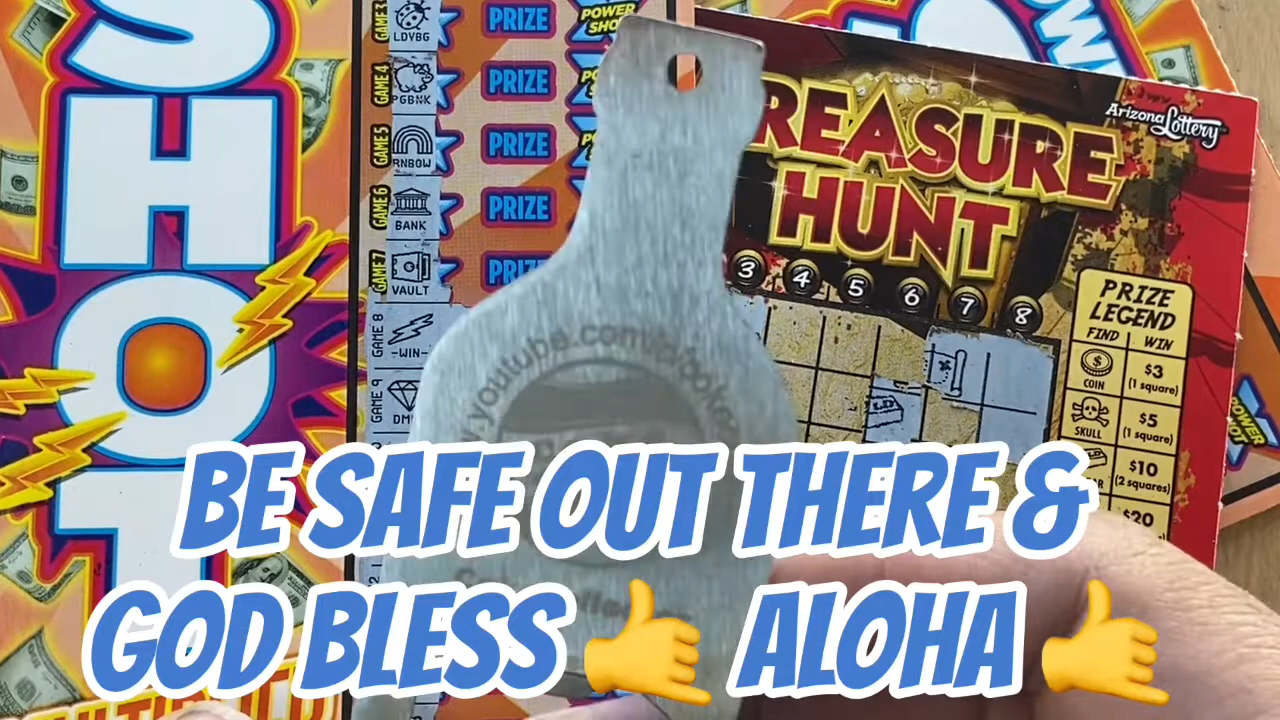 SHOT
GAME 3
LDYBG
PRIZE
POWER
GAME 4
PGBNK
PRIZE
GAME 5
RNBOW
PRIZE
GAME 6
BANK
PRIZE
GAME 7
VAULT
GAME 8
-WIN-
GAME 9
Arizona Lottery
TREASURE
HUNT
3 4 5 6 7 8
PRIZE
LEGEND
FIND WIN
COIN
$3
(1 square)
SKULL
$5
(1 square)
$10
(2 squares)
$20
POWER
SHOT
BE SAFE OUT THERE &
GOD BLESS 🤙 ALOHA 🤙